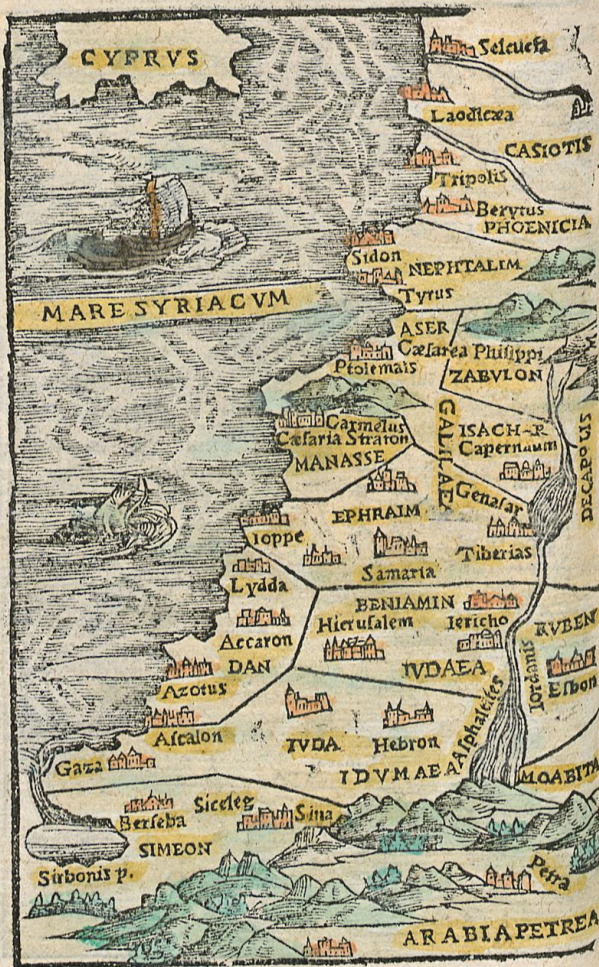 CYPRVS
Seleucia
Laodicæa
CASIOTIS
Tripolis
Berytus
PHOENICIA
Sidon
NEPHTALIM
Tyrus
MARE SYRIACVM
ASER
Cæsarea Philippi
Ptolemais
ZABVLON
GALILAEA
Carmelus
ISACH-R
Cæsaria Straton
Capernaum
DECAPOLIS
MANASSE
Genasar
EPHRAIM
Ioppe
Tiberias
Samaria
Lydda
BENIAMIN
Hierusalem
Iericho
RVBEN
Accaron
DAN
IVDAEA
Iordanis
Esbon
Azotus
Asphaltites
Ascalon
IVDA
Hebron
Gaza
IDVMAEA
MOABITA
Siceleg
Berseba
Sina
SIMEON
Sirbonis p.
Petra
ARABIA PETREA